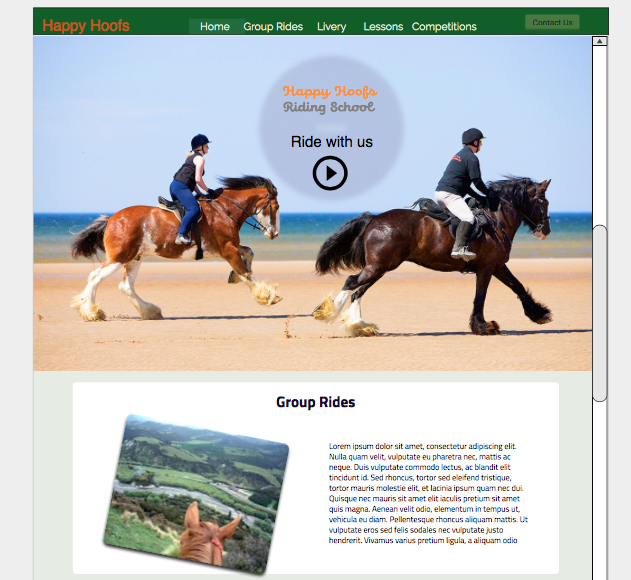 Happy Hoofs
Home Group Rides Livery Lessons Competitions
Contact Us
Happy Hoofs
Riding School
Ride with us
Group Rides
Lorem ipsum dolor sit amet, consectetur adipiscing elit.
Nulla quam velit, vulputate eu pharetra nec, mattis ac
neque. Duis vulputate commodo lectus, ac blandit elit
tincidunt id. Sed rhoncus, tortor sed eleifend tristique,
tortor mauris molestie elit, et lacinia ipsum quam nec dui.
Quisque nec mauris sit amet elit iaculis pretium sit amet
quis magna. Aenean velit odio, elementum in tempus ut,
vehicula eu diam. Pellentesque rhoncus aliquam mattis. Ut
vulputate eros sed felis sodales nec vulputate justo
hendrerit. Vivamus varius pretium ligula, a aliquam odio